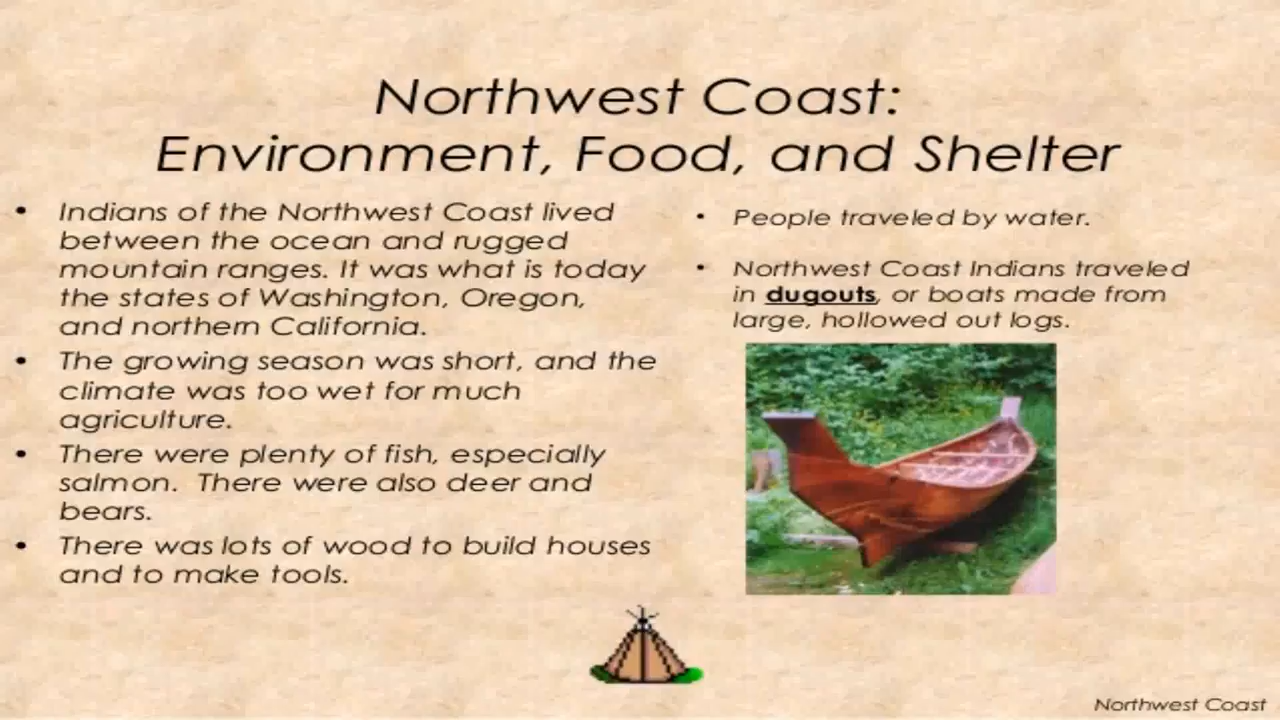 Northwest Coast:
Environment, Food, and Shelter
• Indians of the Northwest Coast lived
between the ocean and rugged
mountain ranges. It was what is today
the states of Washington, Oregon,
and northern California.
• The growing season was short, and the
climate was too wet for much
agriculture.
• There were plenty of fish, especially
salmon. There were also deer and
bears.
• There was lots of wood to build houses
and to make tools.
• People traveled by water.
• Northwest Coast Indians traveled
in dugouts, or boats made from
large, hollowed out logs.
Northwest Coast